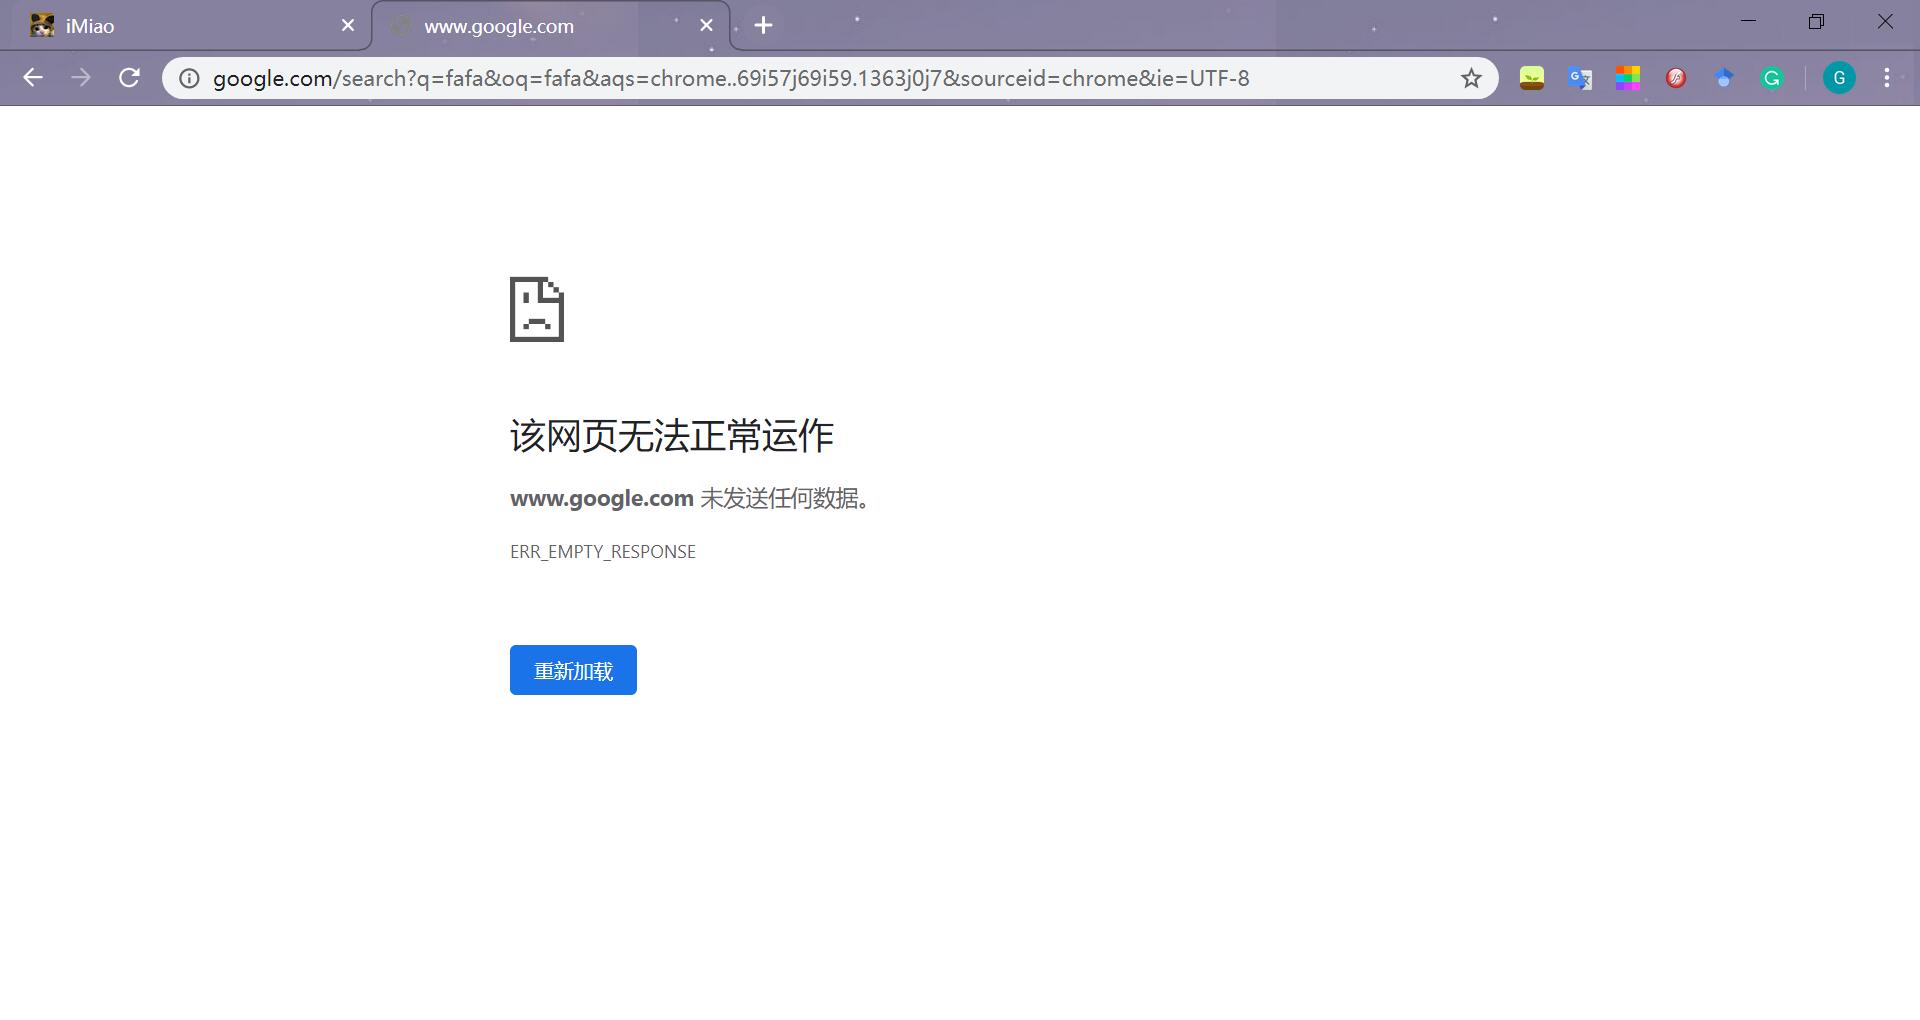 iMiao
www.google.com
google.com/search?q=fafa&oq=fafa&aqs=chrome..69i57j69i59.1363j0j7&sourceid=chrome&ie=UTF-8
G
该网页无法正常运作
www.google.com 未发送任何数据。
ERR_EMPTY_RESPONSE
重新加载